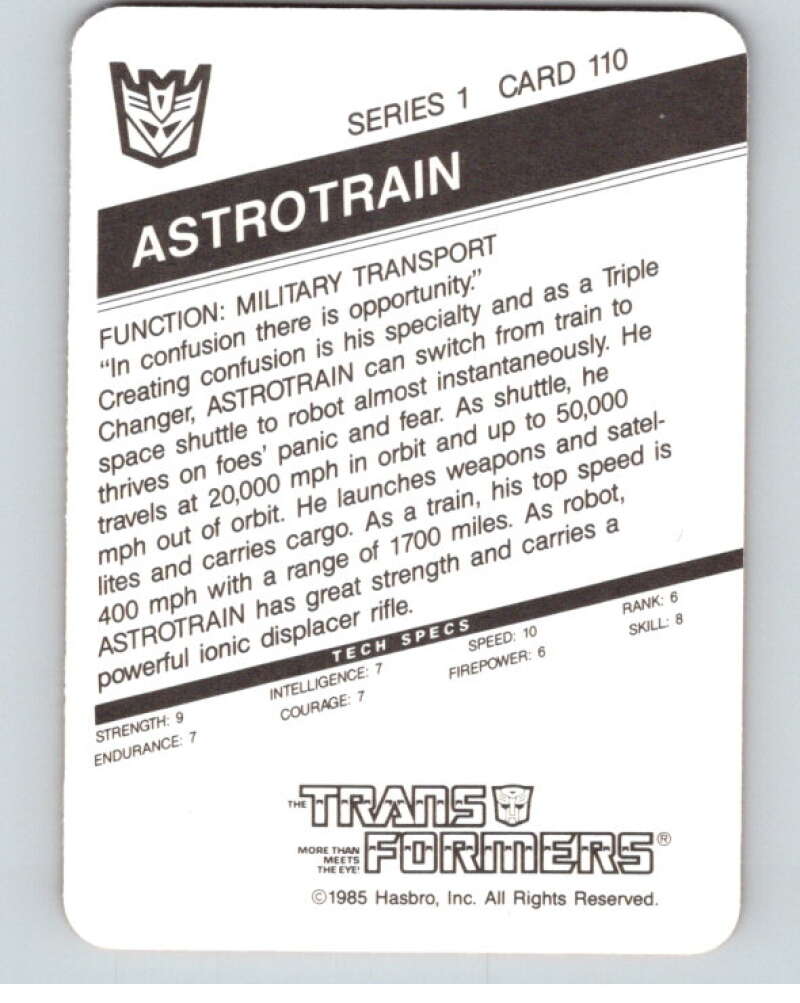 SERIES 1 CARD 110
ASTROTRAIN
FUNCTION: MILITARY TRANSPORT
“In confusion there is opportunity.”
Creating confusion is his specialty and as a Triple
Changer, ASTROTRAIN can switch from train to
space shuttle to robot almost instantaneously. He
thrives on foes’ panic and fear. As shuttle, he
travels at 20,000 mph in orbit and up to 50,000
mph out of orbit. He launches weapons and satel-
lites and carries cargo. As a train, his top speed is
400 mph with a range of 1700 miles. As robot,
ASTROTRAIN has great strength and carries a
powerful ionic displacer rifle.
TECH SPECS
STRENGTH: 9 INTELLIGENCE: 7 SPEED: 10 RANK: 6
ENDURANCE: 7 COURAGE: 7 FIREPOWER: 6 SKILL: 8
THE TRANS
FORMERS®
MORE THAN
MEETS
THE EYE!
©1985 Hasbro, Inc. All Rights Reserved.